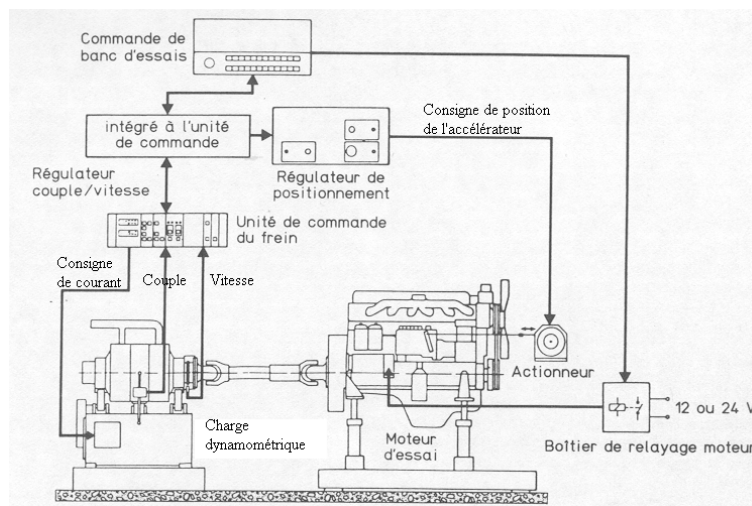 Commande de
banc d'essais
Consigne de position
de l'accélérateur
intégré à l'unité
de commande
Régulateur
couple/vitesse
Régulateur de
positionnement
Unité de commande
du frein
Consigne
de courant
Couple
Vitesse
Actionneur
12 ou 24 V
Boîtier de relayage moteur
Charge
dynamométrique
Moteur
d'essai